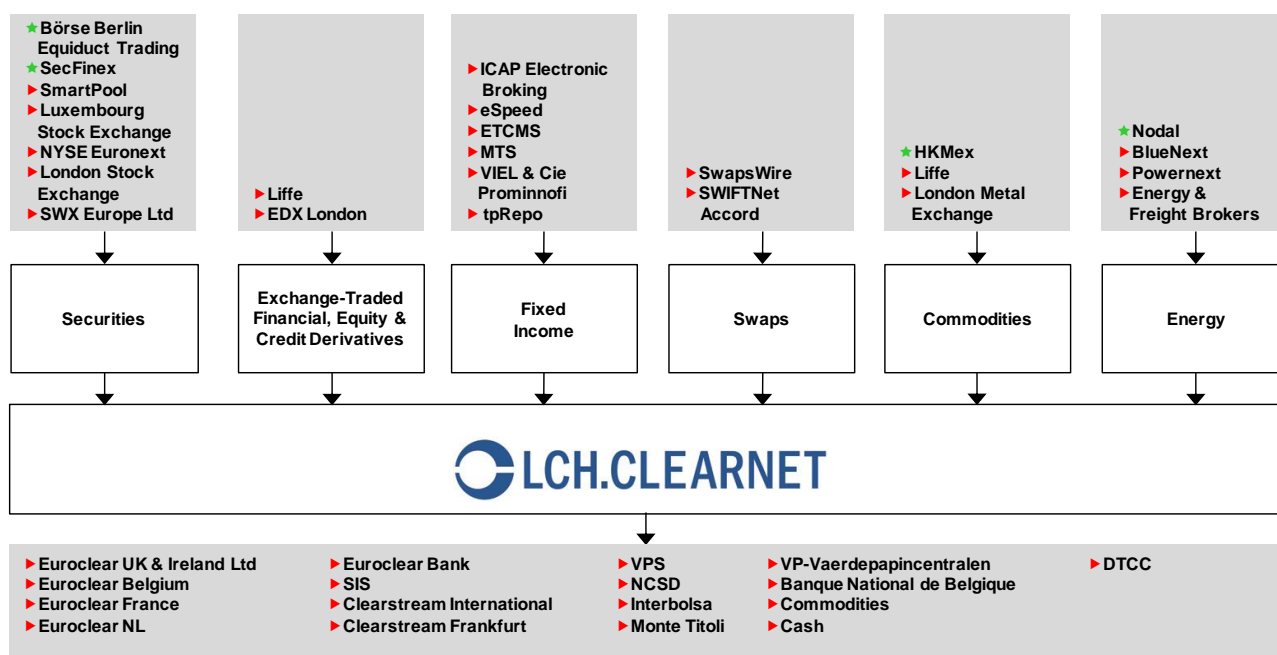 Börse Berlin
Equiduct Trading
SecFinex
SmartPool
Luxembourg
Stock Exchange
NYSE Euronext
London Stock
Exchange
SWX Europe Ltd
Liffe
EDX London
ICAP Electronic
Broking
eSpeed
ETCMS
MTS
VIEL & Cie
Prominnofi
tpRepo
SwapsWire
SWIFTNet
Accord
HKMex
Liffe
London Metal
Exchange
Nodal
BlueNext
Powernext
Energy &
Freight Brokers
Securities
Exchange-Traded
Financial, Equity &
Credit Derivatives
Fixed
Income
Swaps
Commodities
Energy
LCH.CLEARNET
Euroclear UK & Ireland Ltd
Euroclear Belgium
Euroclear France
Euroclear NL
Euroclear Bank
SIS
Clearstream International
Clearstream Frankfurt
VPS
NCSD
Interbolsa
Monte Titoli
VP-Vaerdepapincentralen
Banque National de Belgique
Commodities
Cash
DTCC